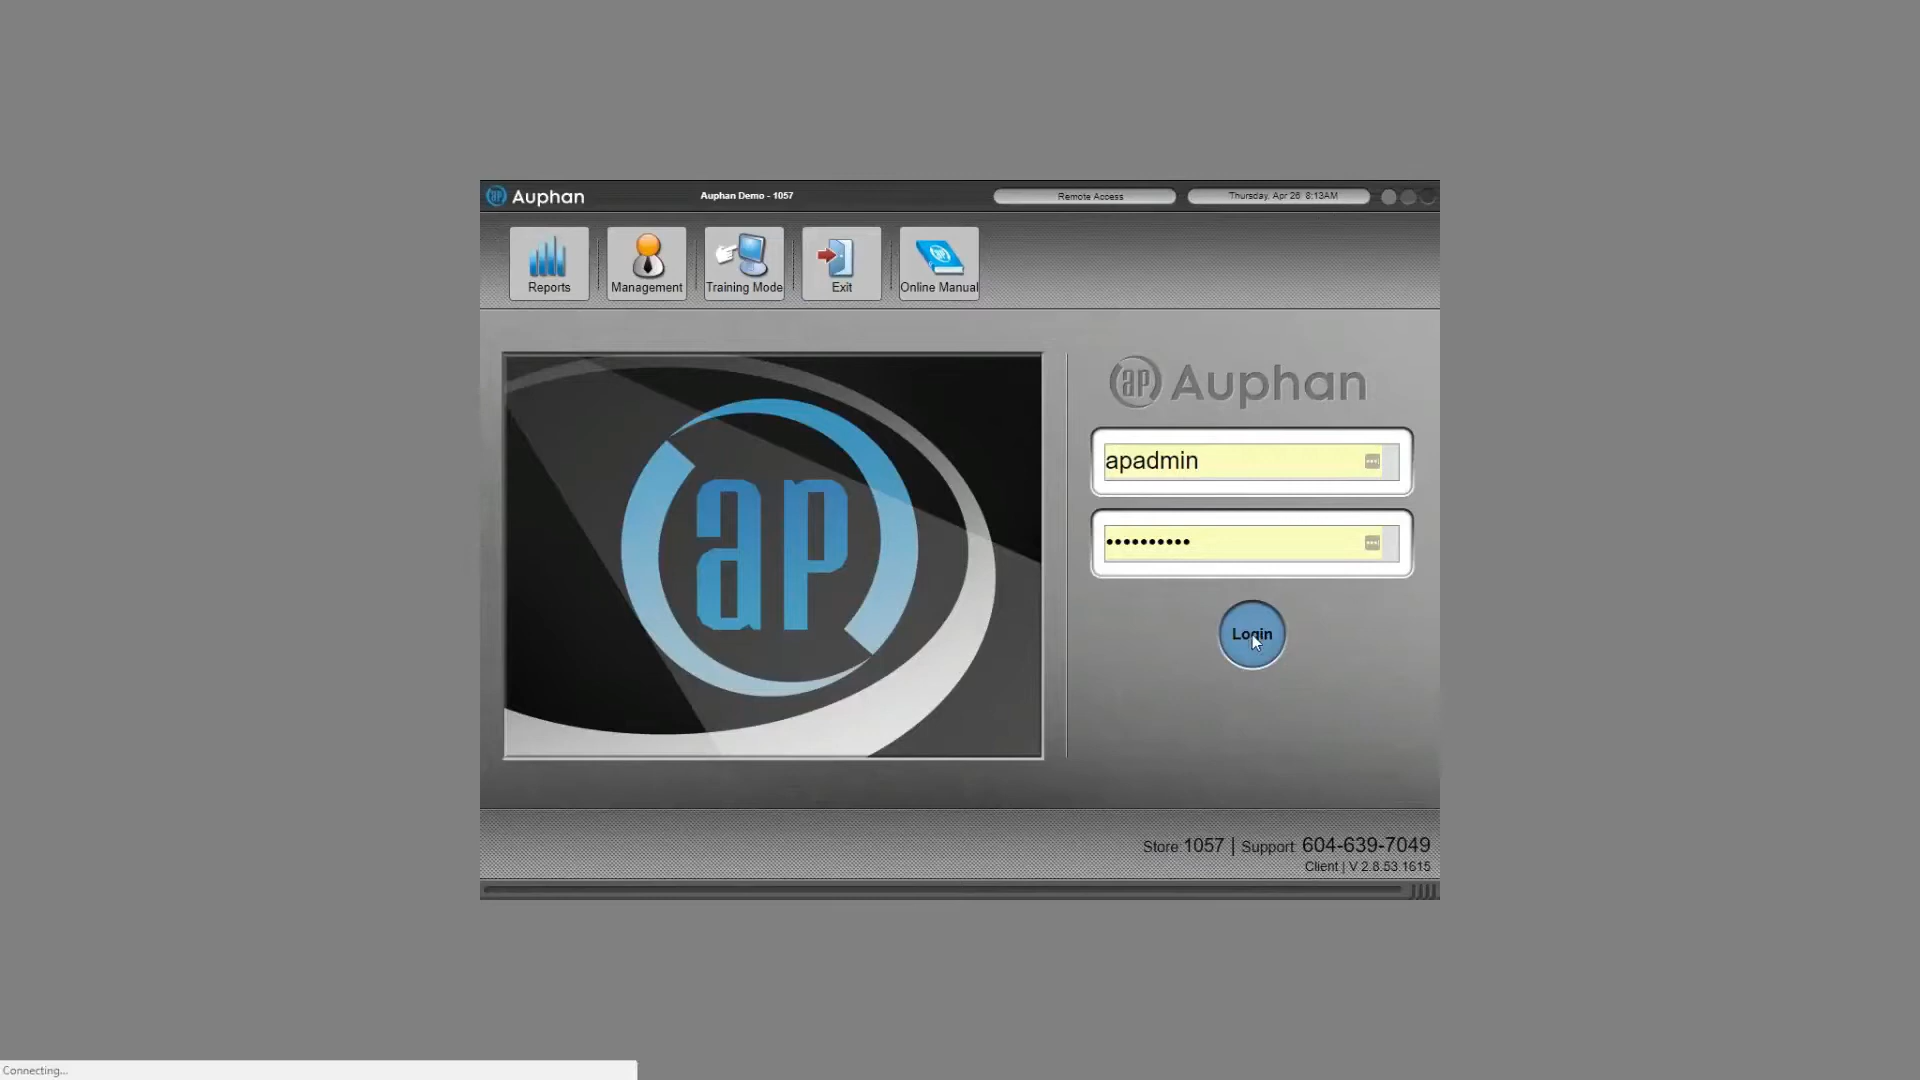 Auphan
Auphan Demo - 1057
Remote Access
Thursday, Apr 26 8:13AM
Reports
Management
Training Mode
Exit
Online Manual
ap
ap Auphan
apadmin
Login
Store 1057 | Support: 604-639-7049
Client | V 2.8.53.1615
Connecting...